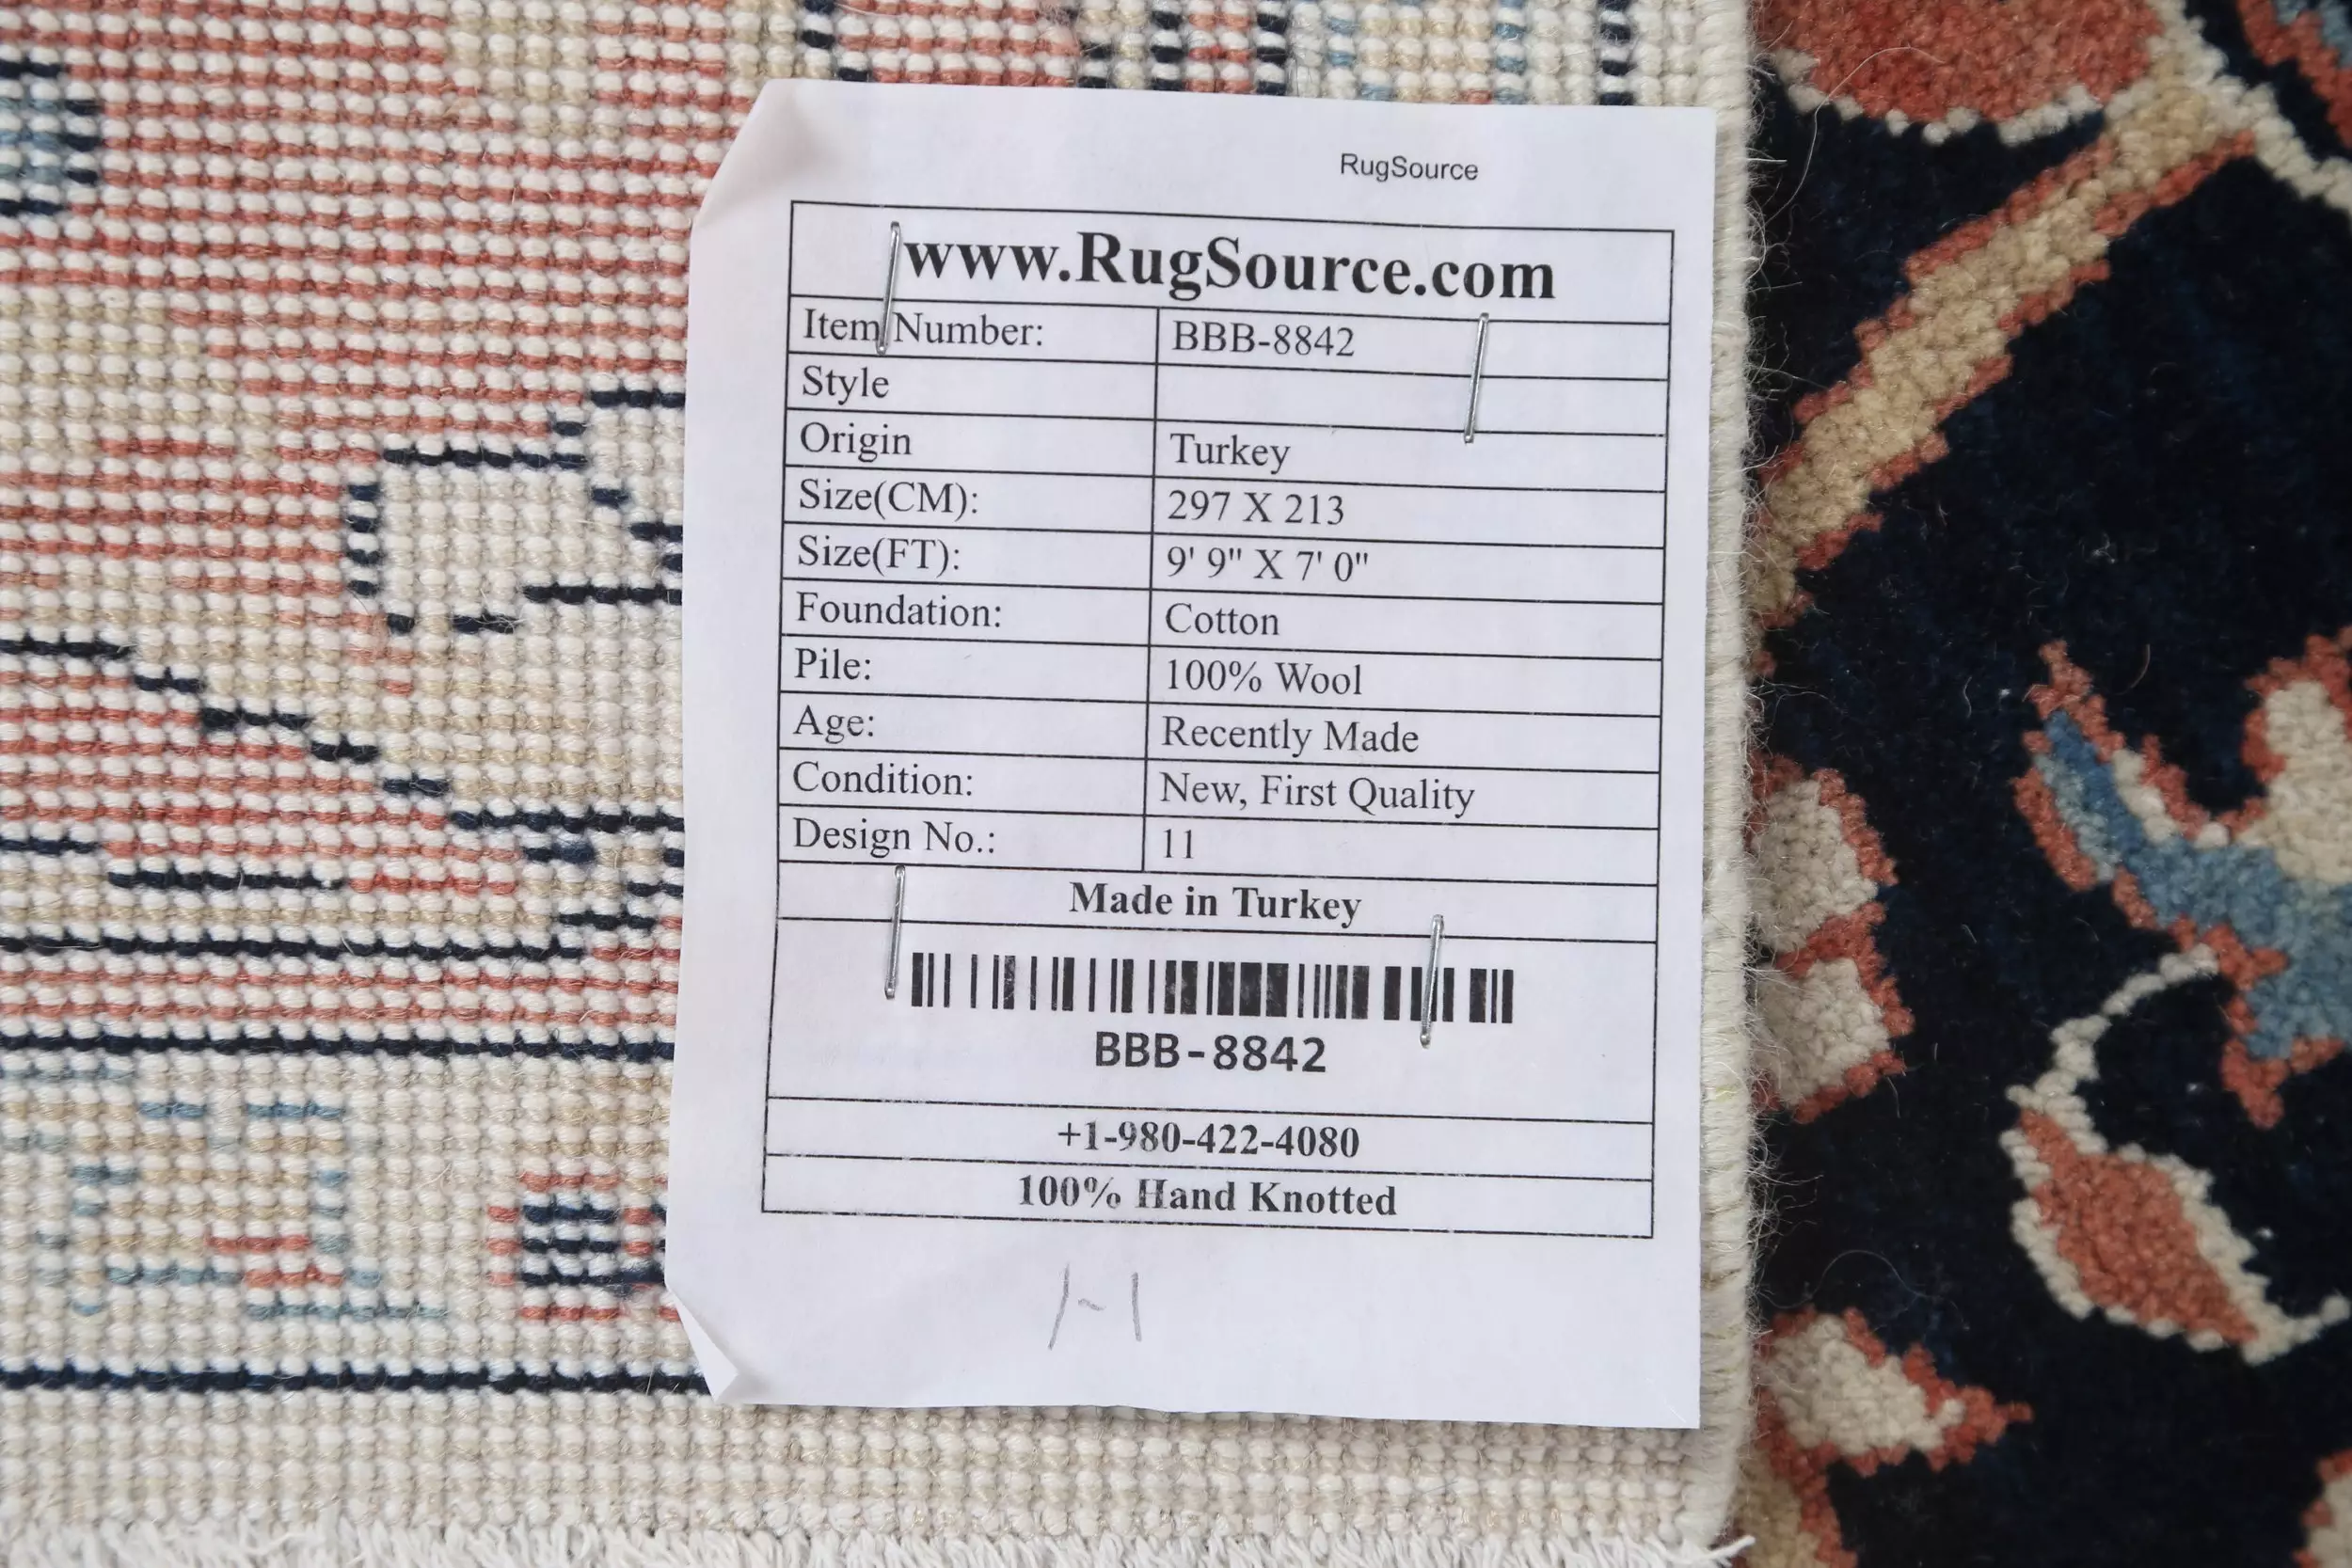 RugSource
www.RugSource.com
Item Number: BBB-8842
Style
Origin Turkey
Size(CM): 297 X 213
Size(FT): 9' 9" X 7' 0"
Foundation: Cotton
Pile: 100% Wool
Age: Recently Made
Condition: New, First Quality
Design No.: 11
Made in Turkey
BBB-8842
+1-980-422-4080
100% Hand Knotted